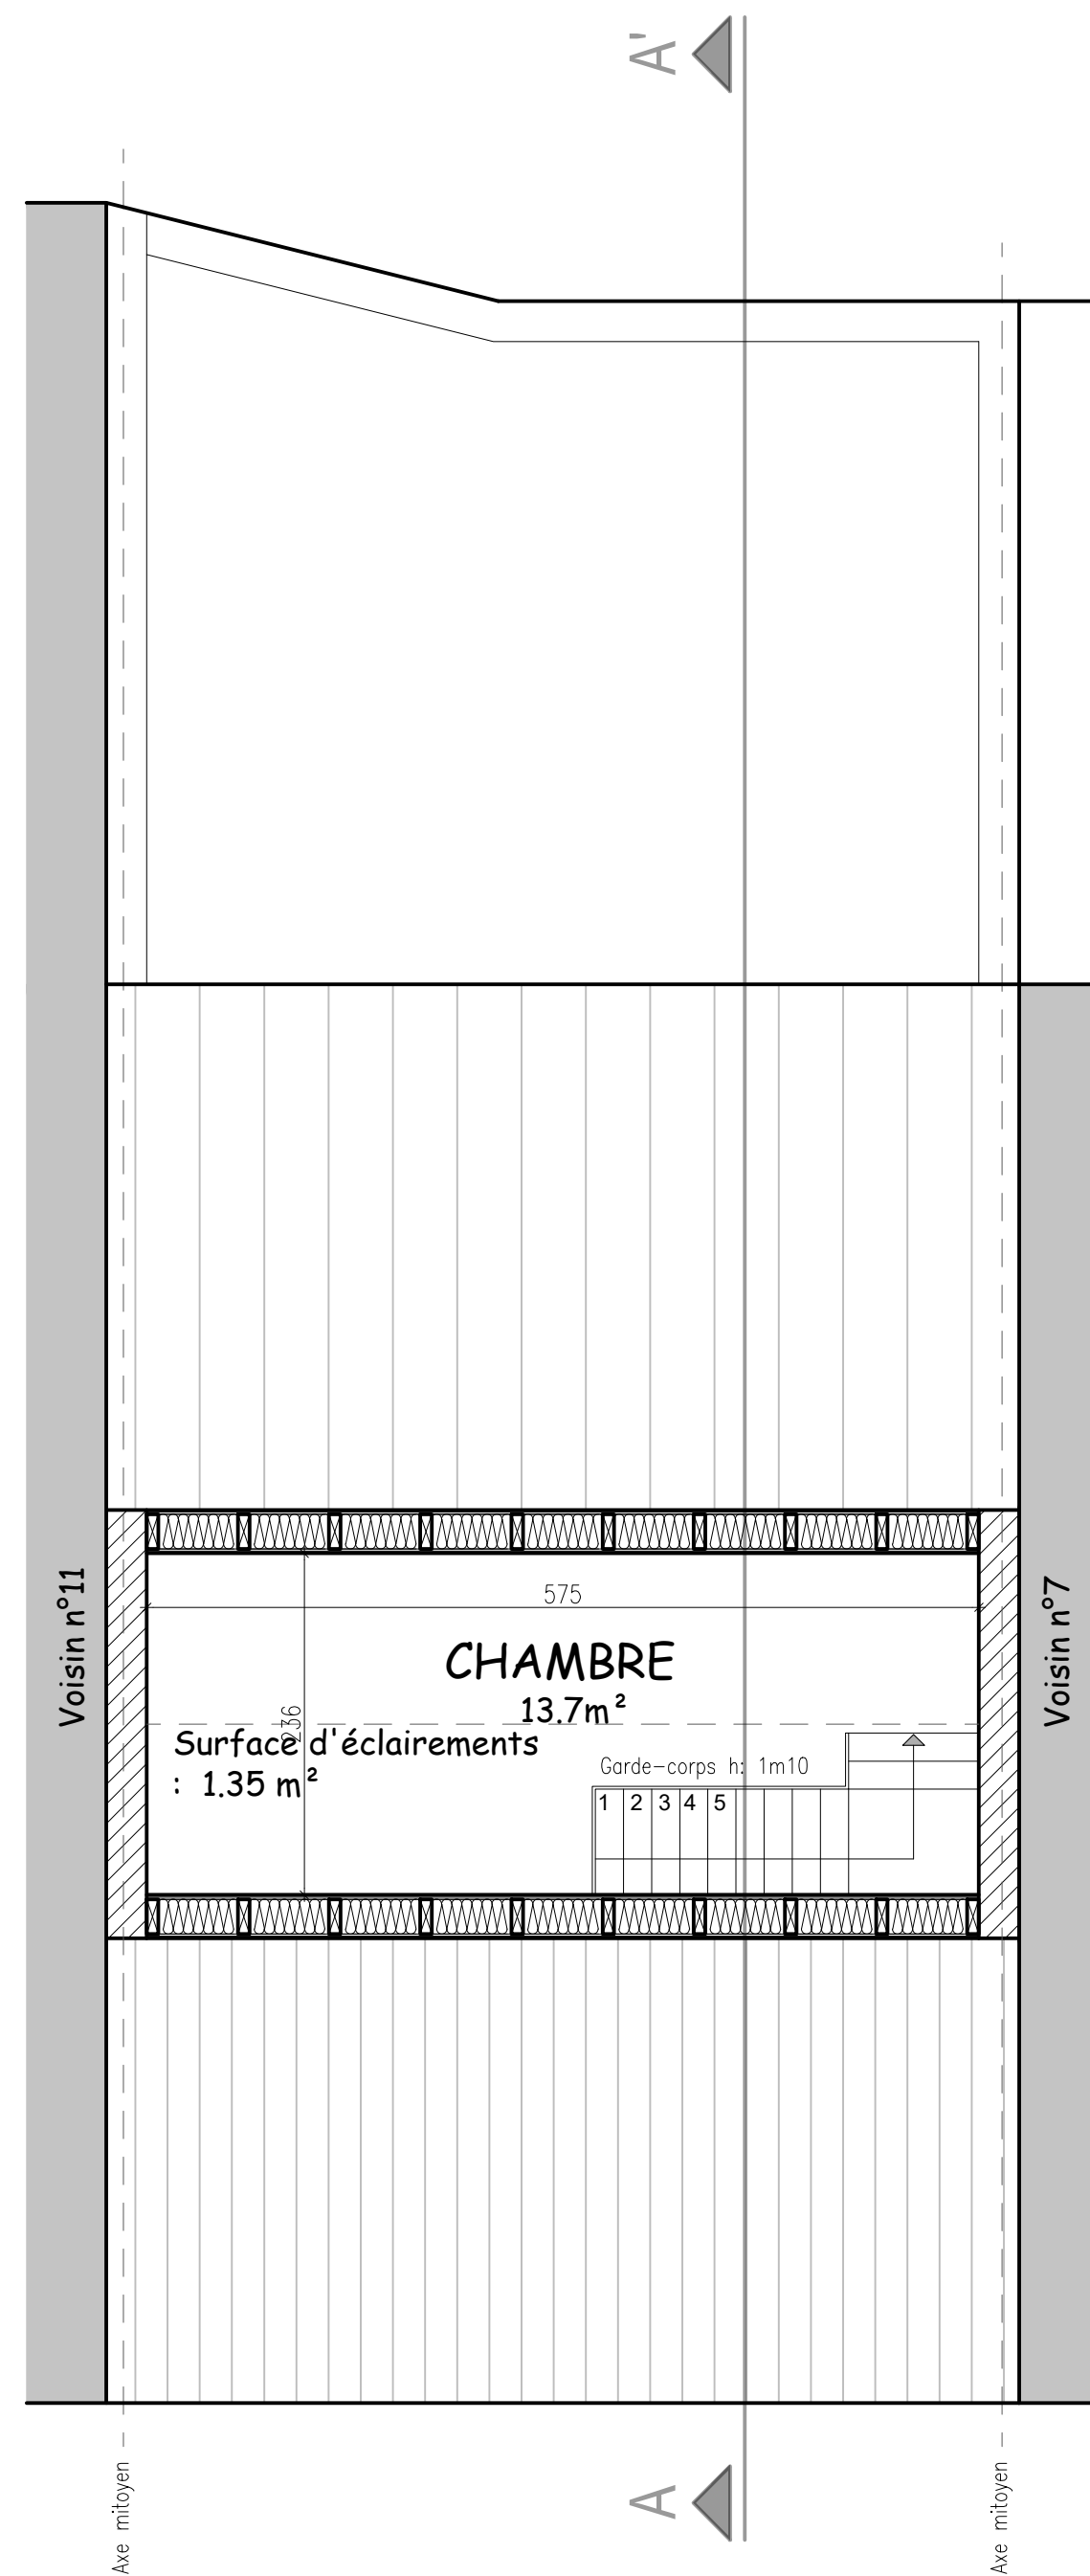 A'
575
CHAMBRE
13.7m²
236
Surface d'éclairements
: 1.35 m²
Garde-corps h: 1m10
1 2 3 4 5
Voisin n°11
Voisin n°7
A
Axe mitoyen
Axe mitoyen